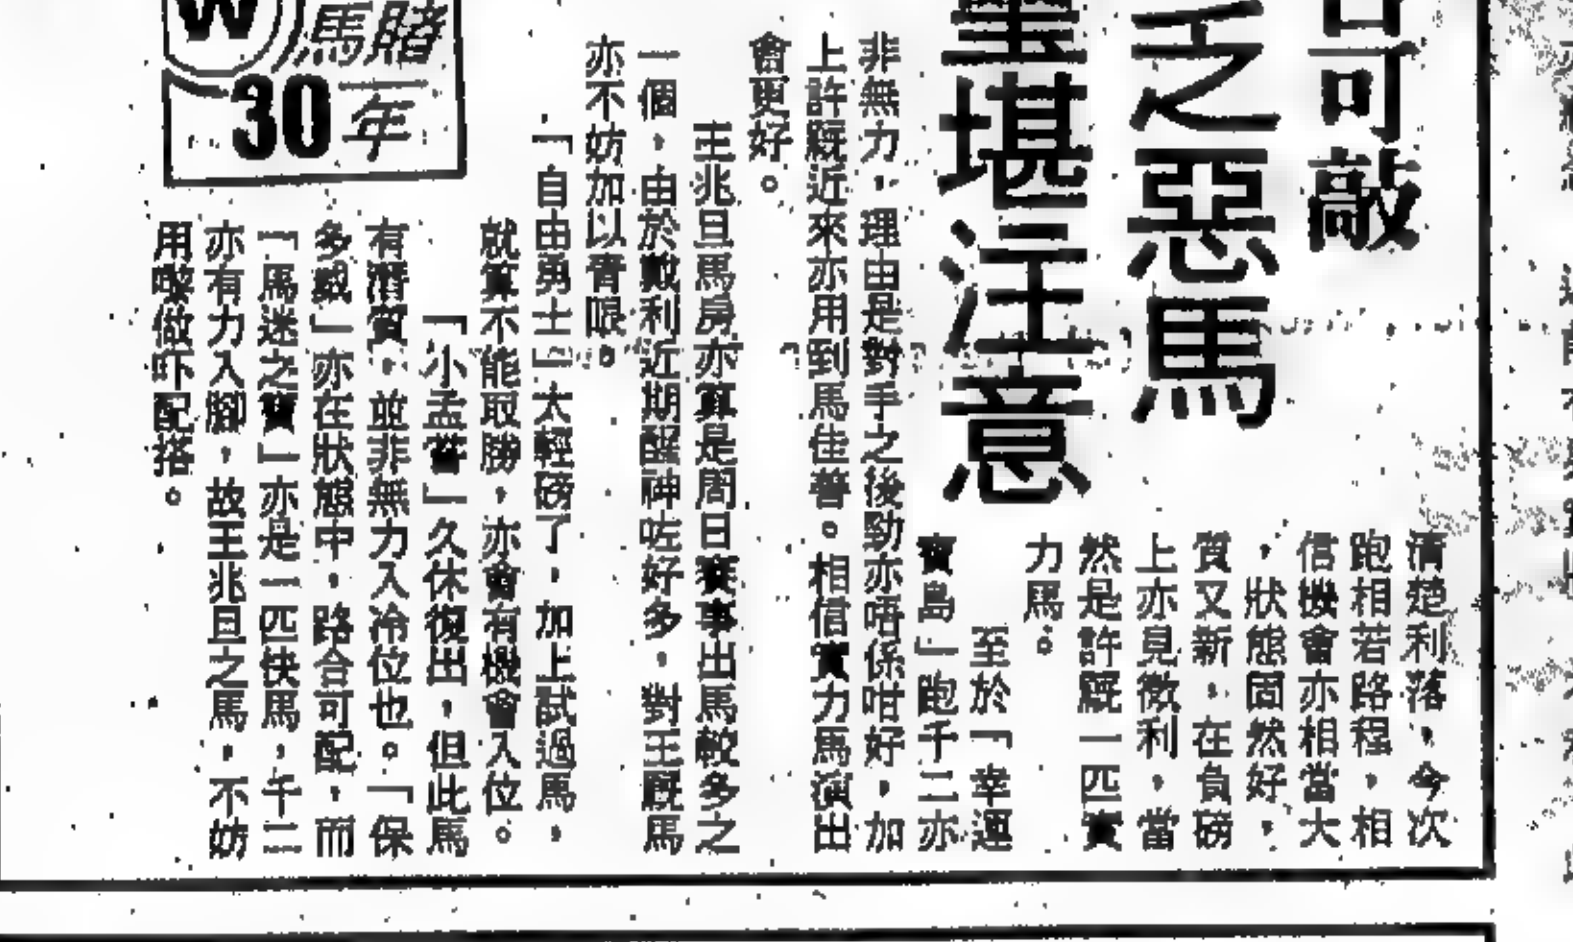 可敲
乏惡馬
堪注意
清楚利落，今次
跑相若路程，相
信機會亦相當大
，狀態固然好，
質又新，在負磅
上亦見微利，當
然是許厩一匹實
力馬。
至於「幸運
寶島」跑千二亦
非無力，理由是對手之後勁亦唔係咁好，加
上許厩近來亦用到馬佳善。相信實力馬演出
會更好。
王兆旦馬房亦算是周日賽事出馬較多之
一個，由於戴利近期醒神咗好多，對王厩馬
亦不妨加以青眼。
「自由勇士」太輕磅了，加上試過馬，
就算不能取勝，亦會有機會入位。
「小孟嘗」久休復出，但此馬
有潛質，並非無力入冷位也。「保
多威」亦在狀態中，路合可配，而
「馬迷之寶」亦是一匹快馬，千二
亦有力入腳，故王兆旦之馬，不妨
用嚟做吓配搭。
W
賭馬
30年